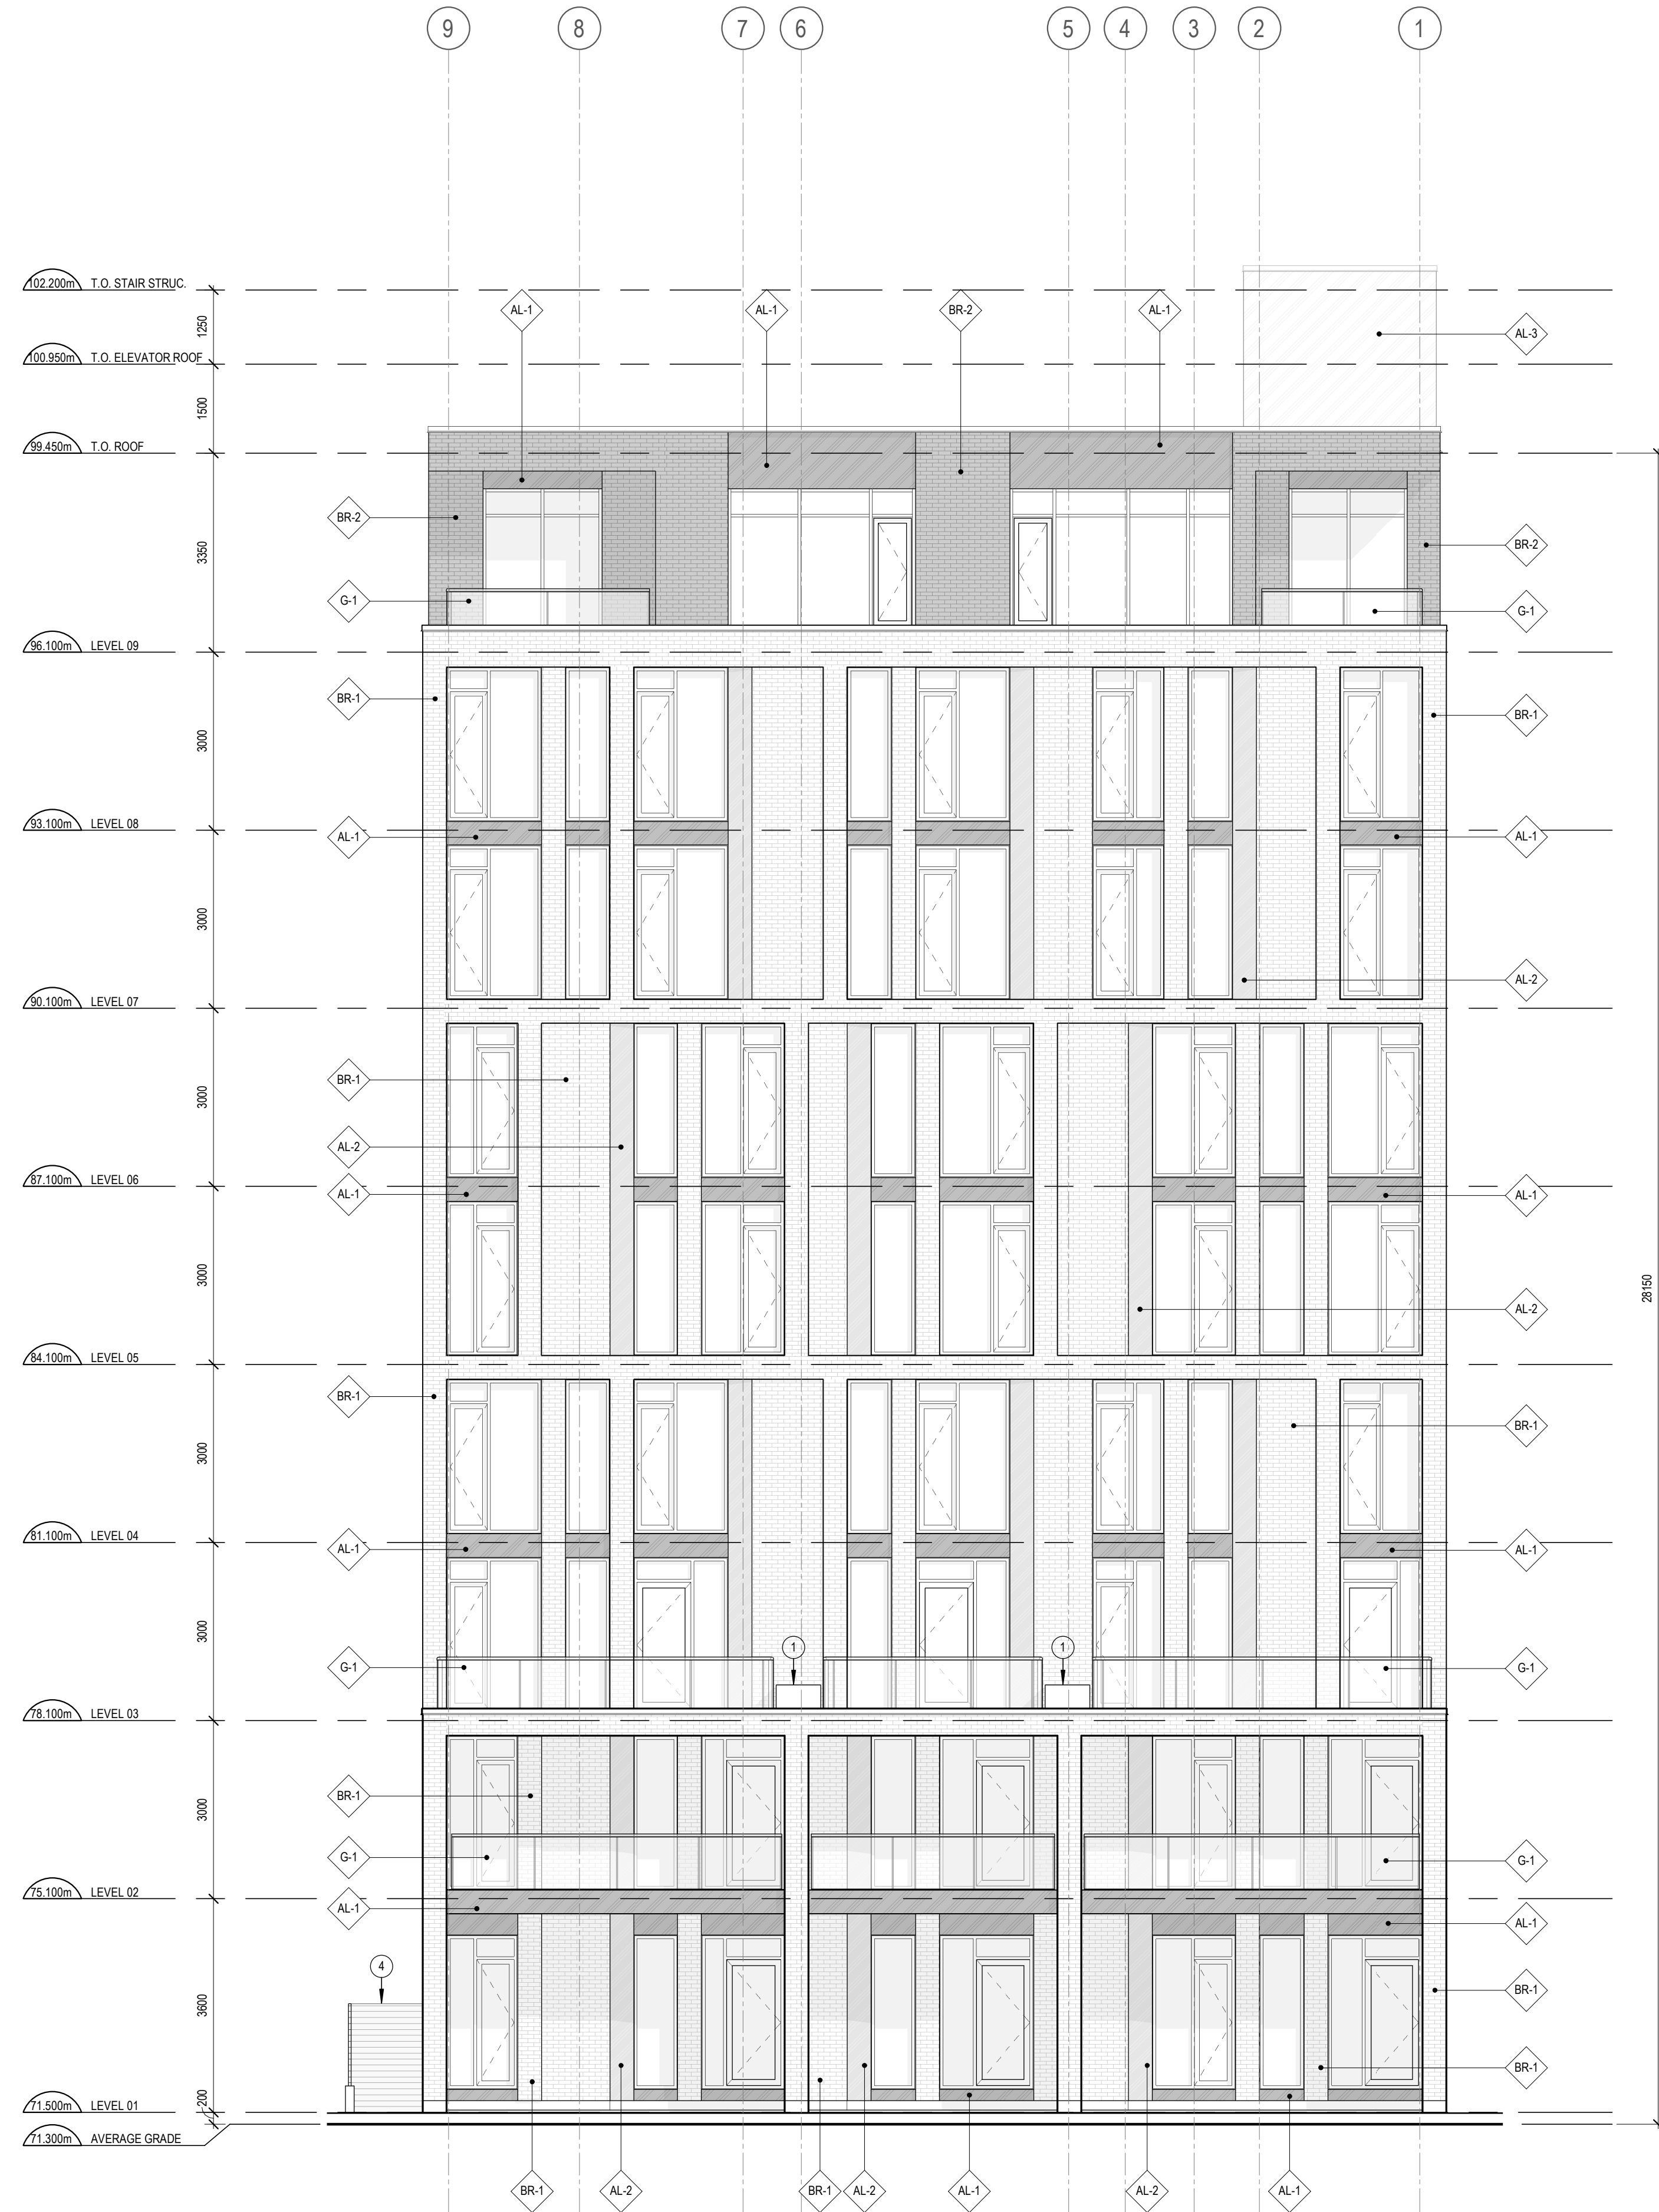 9 8 7 6 5 4 3 2 1
102.200m T.O. STAIR STRUC.
1250
AL-1 AL-1 BR-2 AL-1
AL-3
100.950m T.O. ELEVATOR ROOF
1500
99.450m T.O. ROOF
BR-2
3350
BR-2
G-1
G-1
96.100m LEVEL 09
BR-1
BR-1
3000
93.100m LEVEL 08
AL-1
AL-1
3000
AL-2
90.100m LEVEL 07
BR-1
3000
AL-2
87.100m LEVEL 06
AL-1
AL-1
3000
28150
AL-2
84.100m LEVEL 05
BR-1
BR-1
3000
81.100m LEVEL 04
AL-1
AL-1
3000
1 1
G-1
G-1
78.100m LEVEL 03
BR-1
3000
G-1
G-1
75.100m LEVEL 02
AL-1
AL-1
4
BR-1
3600
BR-1
200
71.500m LEVEL 01
71.300m AVERAGE GRADE
BR-1 AL-2 BR-1 AL-2 AL-1 AL-2 AL-1